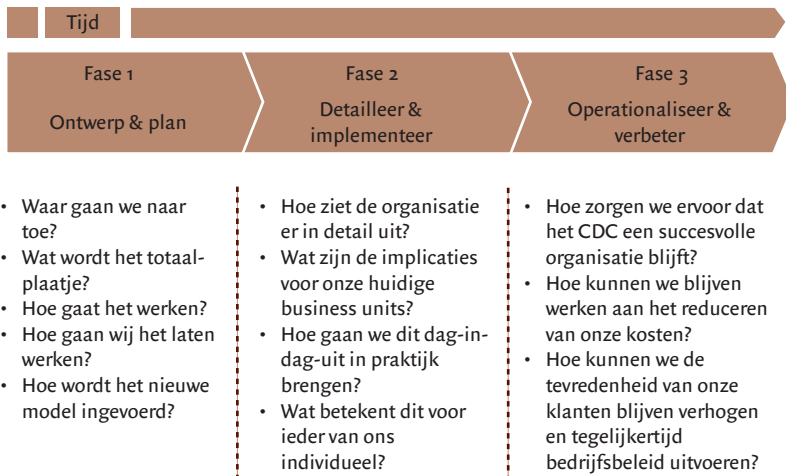 Tijd
Fase 1
Ontwerp & plan
Fase 2
Detailleer &
implementeer
Fase 3
Operationaliseer &
verbeter
• Waar gaan we naar
toe?
• Wat wordt het totaal-
plaatje?
• Hoe gaat het werken?
• Hoe gaan wij het laten
werken?
• Hoe wordt het nieuwe
model ingevoerd?
• Hoe ziet de organisatie
er in detail uit?
• Wat zijn de implicaties
voor onze huidige
business units?
• Hoe gaan we dit dag-in-
dag-uit in praktijk
brengen?
• Wat betekent dit voor
ieder van ons
individueel?
• Hoe zorgen we ervoor dat
het CDC een succesvolle
organisatie blijft?
• Hoe kunnen we blijven
werken aan het reduceren
van onze kosten?
• Hoe kunnen we de
tevredenheid van onze
klanten blijven verhogen
en tegelijkertijd
bedrijfsbeleid uitvoeren?